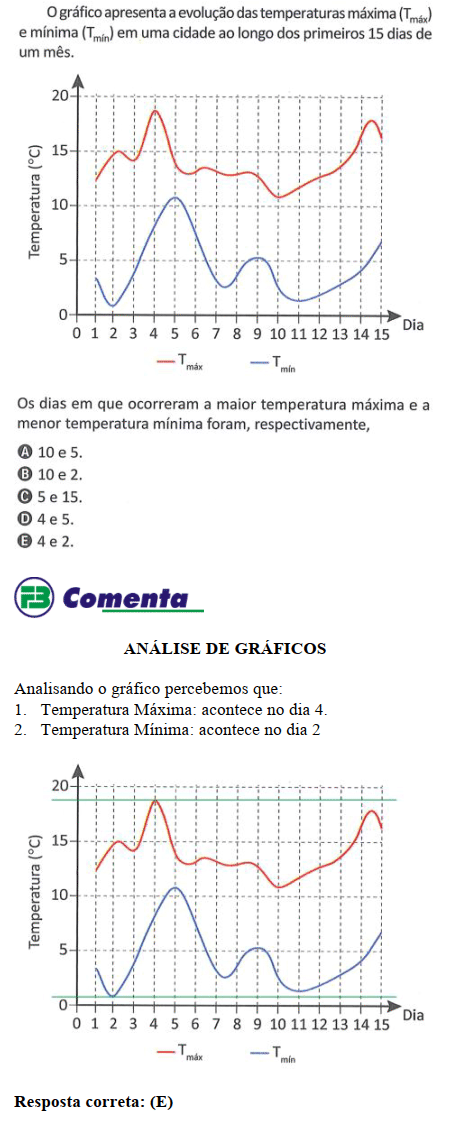 O gráfico apresenta a evolução das temperaturas máxima (Tmáx)
e mínima (Tmín) em uma cidade ao longo dos primeiros 15 dias de
um mês.
Temperatura (°C)
20
15
10
5
0
0 1 2 3 4 5 6 7 8 9 10 11 12 13 14 15
Dia
Tmáx Tmín
Os dias em que ocorreram a maior temperatura máxima e a
menor temperatura mínima foram, respectivamente,
A 10 e 5.
B 10 e 2.
C 5 e 15.
D 4 e 5.
E 4 e 2.
FB Comenta
ANÁLISE DE GRÁFICOS
Analisando o gráfico percebemos que:
1. Temperatura Máxima: acontece no dia 4.
2. Temperatura Mínima: acontece no dia 2
Temperatura (°C)
20
15
10
5
0
0 1 2 3 4 5 6 7 8 9 10 11 12 13 14 15
Dia
Tmáx Tmín
Resposta correta: (E)